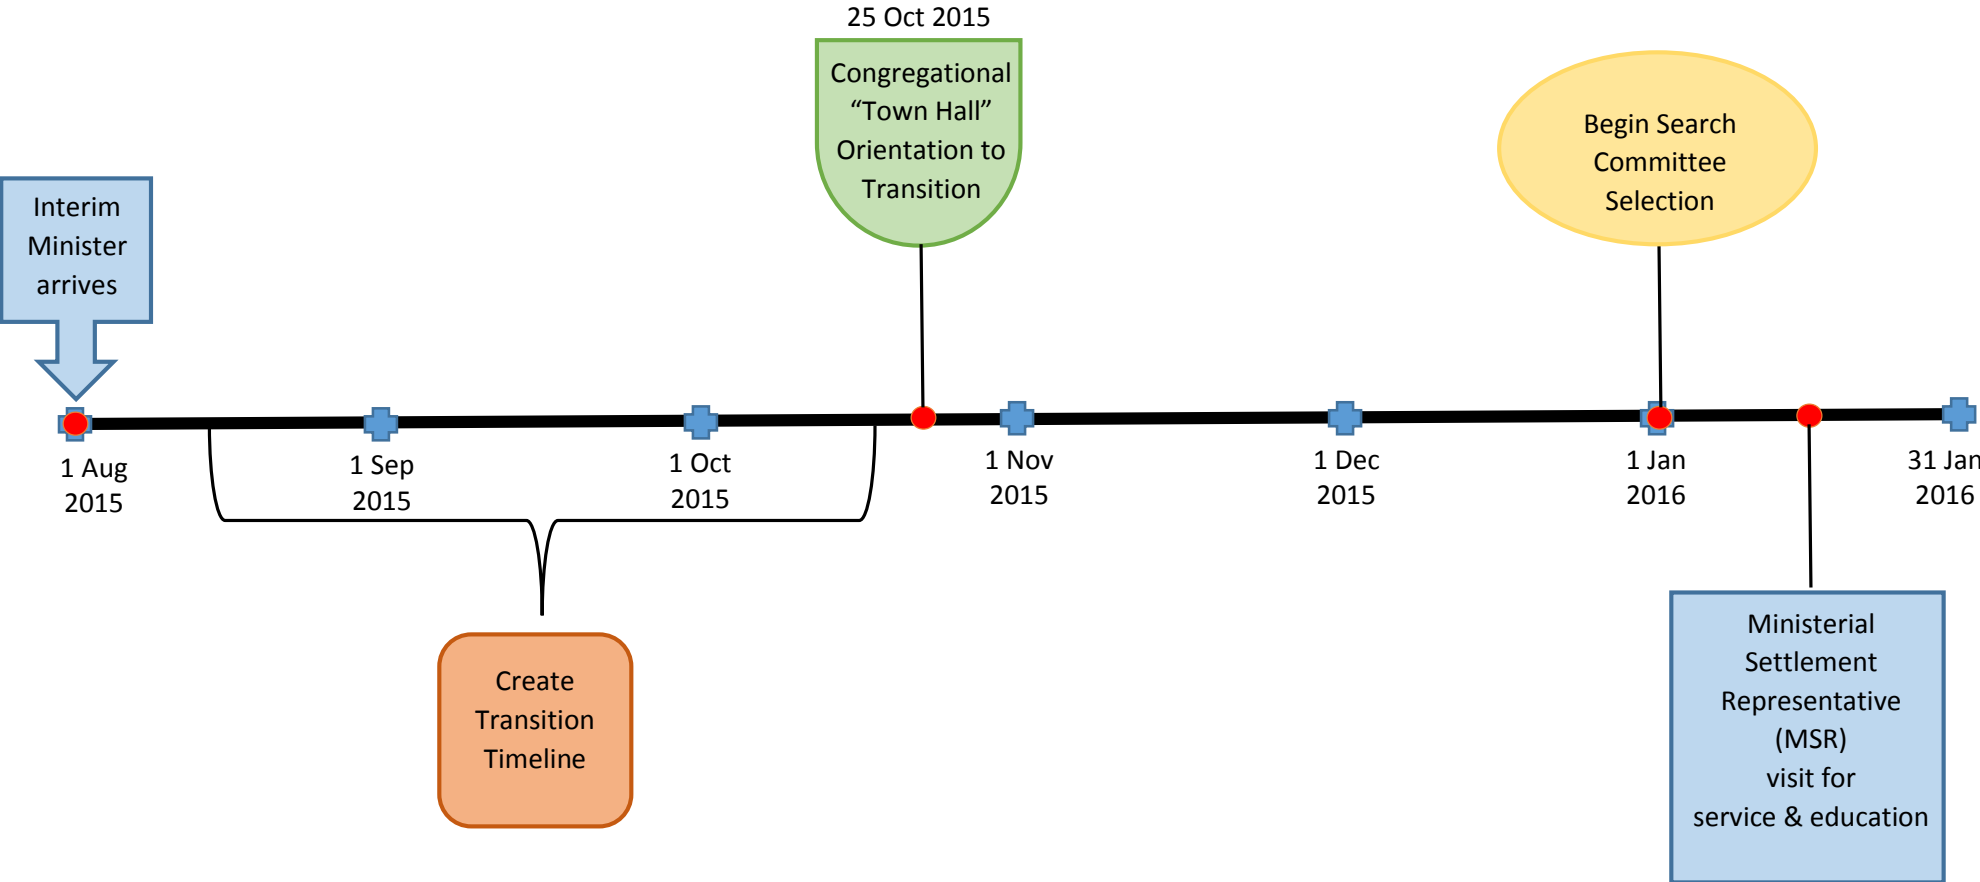 25 Oct 2015
Congregational
“Town Hall”
Orientation to
Transition
Begin Search
Committee
Selection
Interim
Minister
arrives
1 Aug
2015
1 Sep
2015
1 Oct
2015
1 Nov
2015
1 Dec
2015
1 Jan
2016
31 Jan
2016
Create
Transition
Timeline
Ministerial
Settlement
Representative
(MSR)
visit for
service & education